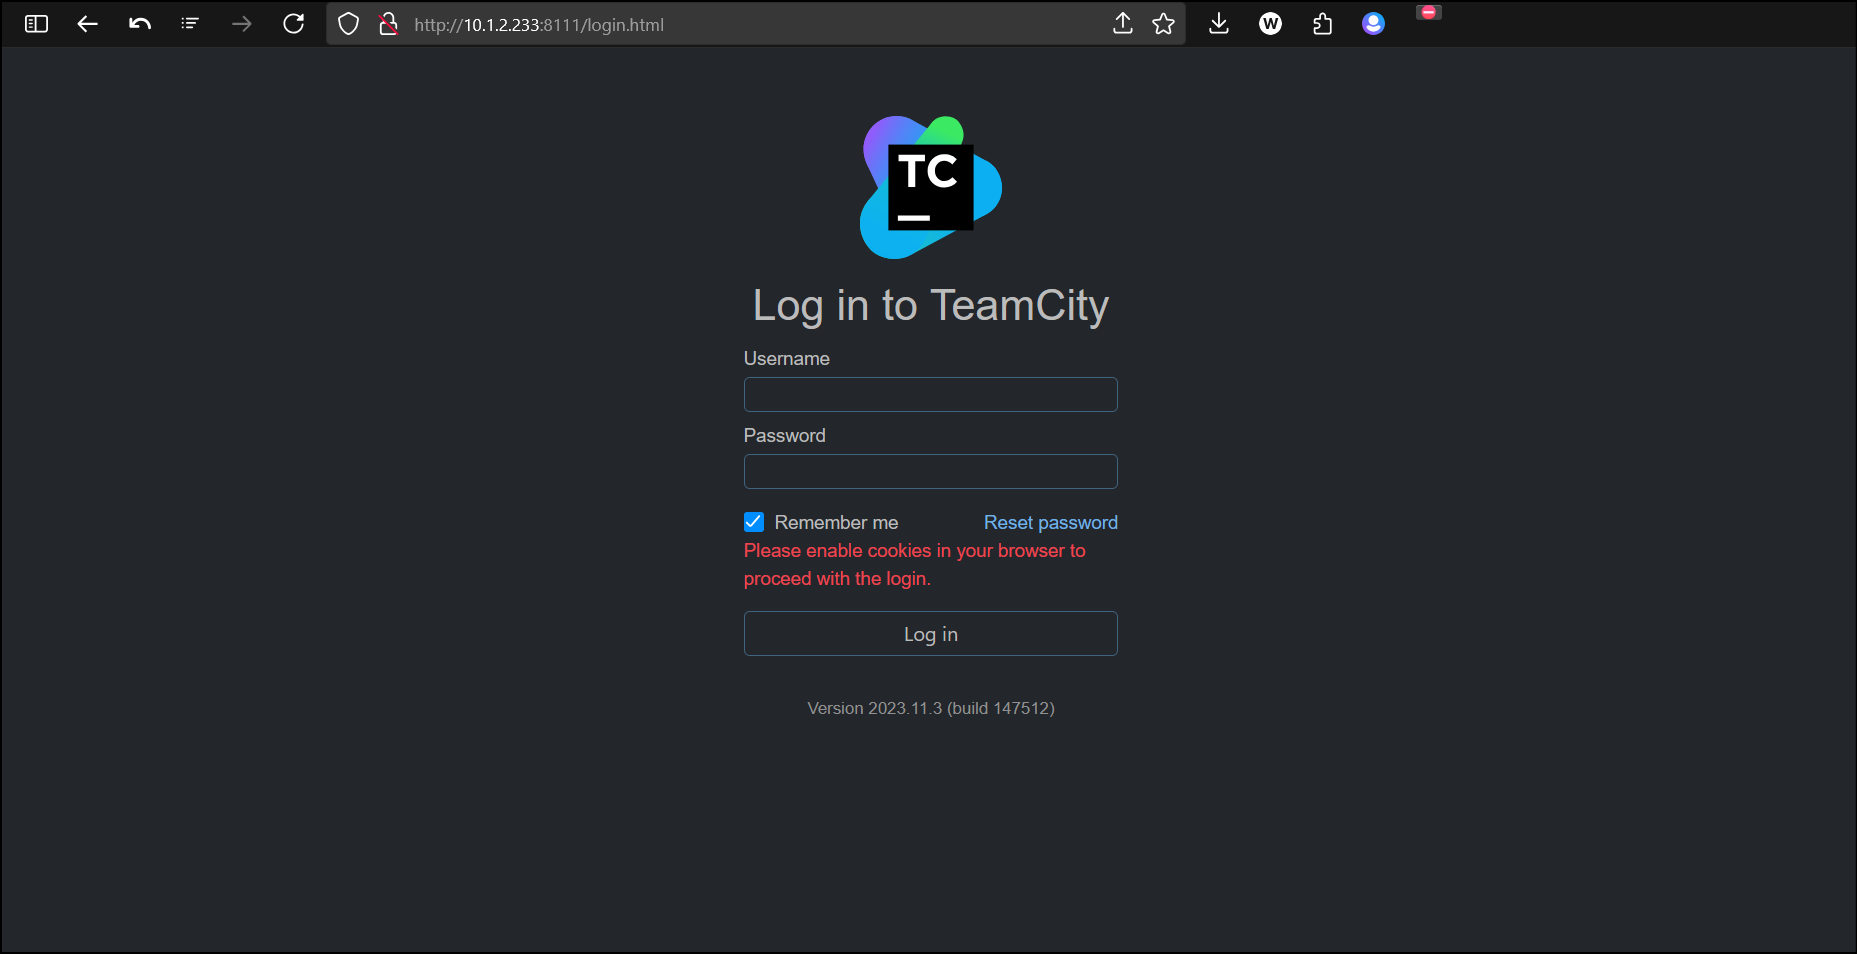 http://10.1.2.233:8111/login.html
W
TC
Log in to TeamCity
Username
Password
Remember me
Reset password
Please enable cookies in your browser to
proceed with the login.
Log in
Version 2023.11.3 (build 147512)